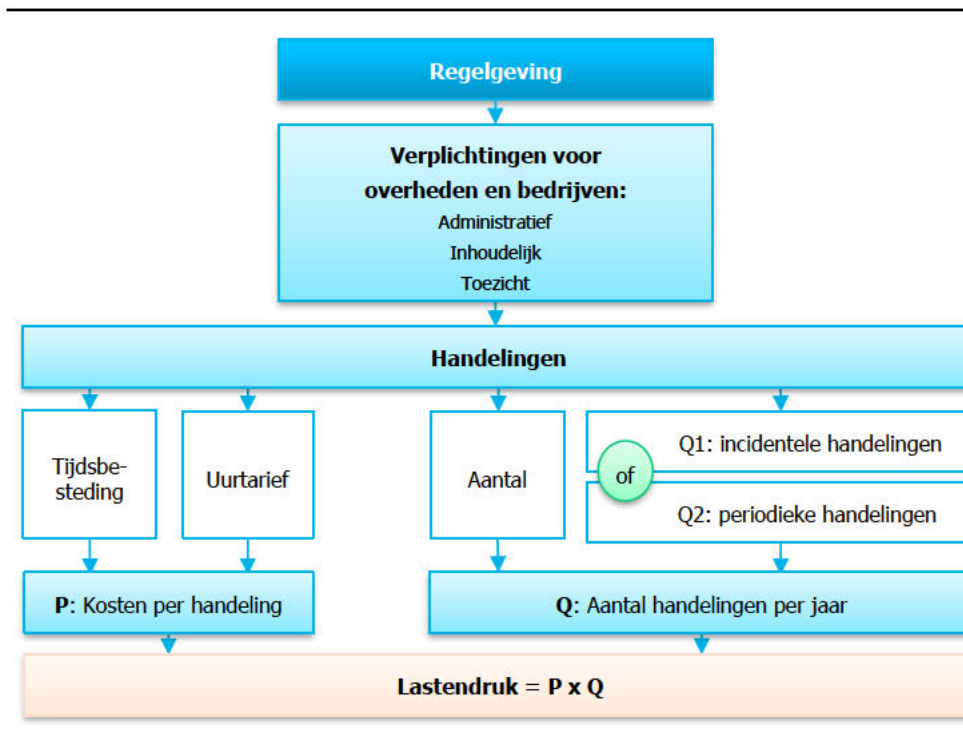 Regelgeving
Verplichtingen voor
overheden en bedrijven:
Administratief
Inhoudelijk
Toezicht
Handelingen
Tijdsbe-
steding
Uurtarief
Aantal
of
Q1: incidentele handelingen
Q2: periodieke handelingen
P: Kosten per handeling
Q: Aantal handelingen per jaar
Lastendruk = P x Q